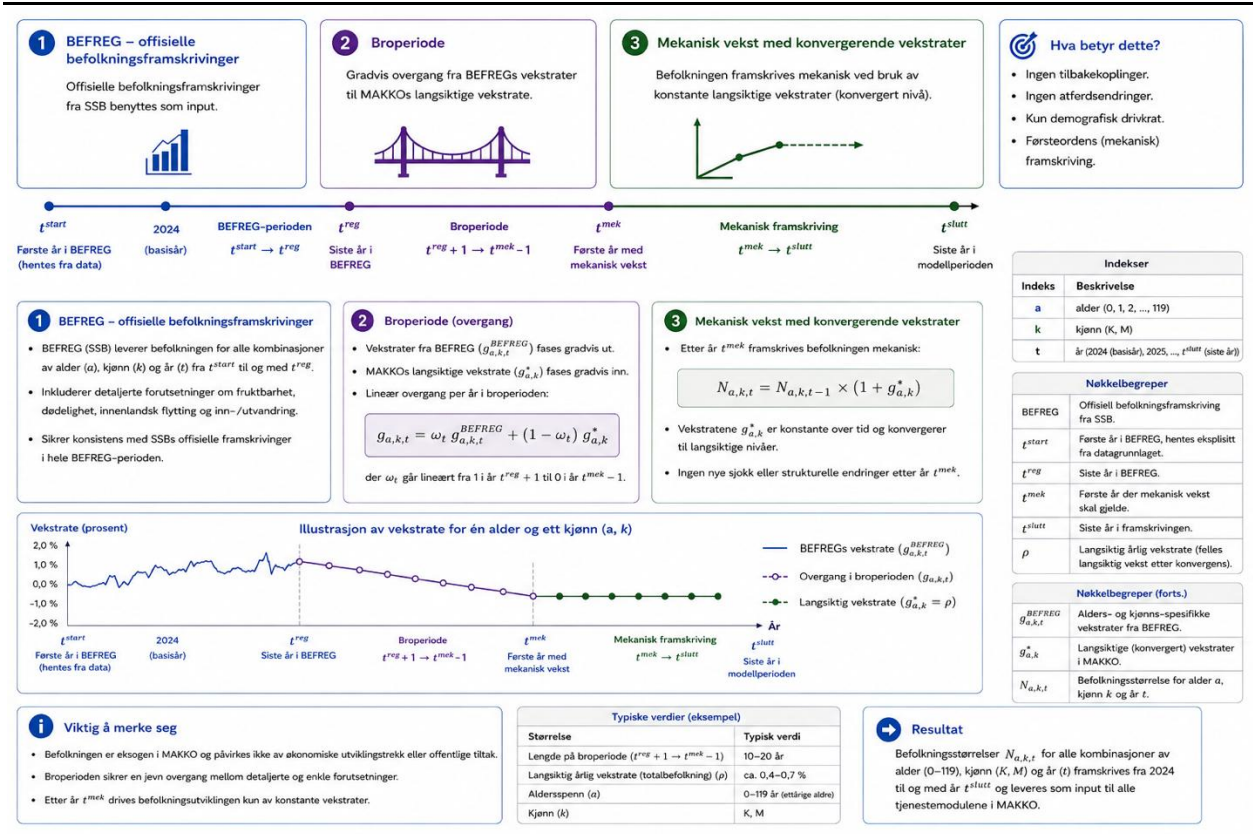 1 BEFREG – offisielle
befolkningsframskrivinger
Offisielle befolkningsframskrivinger
fra SSB benyttes som input.
2 Broperiode
Gradvis overgang fra BEFREGs vekstrater
til MAKKOs langsiktige vekstrate.
3 Mekanisk vekst med konvergerende vekstrater
Befolkningen framskrives mekanisk ved bruk av
konstante langsiktige vekstrater (konvergert nivå).
Hva betyr dette?
• Ingen tilbakekoplinger.
• Ingen atferdsendringer.
• Kun demografisk drivkrat.
• Førsteordens (mekanisk)
framskriving.
t^start
Første år i BEFREG
(hentes fra data)
2024
(basisår)
BEFREG-perioden
t^start → t^reg
t^reg
Siste år i
BEFREG
Broperiode
t^reg + 1 → t^mek – 1
t^mek
Første år med
mekanisk vekst
Mekanisk framskriving
t^mek → t^slutt
t^slutt
Siste år i
modellperioden
1 BEFREG – offisielle befolkningsframskrivinger
• BEFREG (SSB) leverer befolkningen for alle kombinasjoner
av alder (a), kjønn (k) og år (t) fra t^start til og med t^reg.
• Inkluderer detaljerte forutsetninger om fruktbarhet,
dødelighet, innenlandsk flytting og inn-/utvandring.
• Sikrer konsistens med SSBs offisielle framskrivinger
i hele BEFREG-perioden.
2 Broperiode (overgang)
• Vekstrater fra BEFREG (g_{a,k,t}^{BEFREG}) fases gradvis ut.
• MAKKOs langsiktige vekstrate (g*_{a,k}) fases gradvis inn.
• Lineær overgang per år i broperioden:
g_{a,k,t} = ω_t g_{a,k,t}^{BEFREG} + (1 – ω_t) g*_{a,k}
der ω_t går lineært fra 1 i år t^reg + 1 til 0 i år t^mek – 1.
3 Mekanisk vekst med konvergerende vekstrater
• Etter år t^mek framskrives befolkningen mekanisk:
N_{a,k,t} = N_{a,k,t–1} × (1 + g*_{a,k})
• Vekstratene g*_{a,k} er konstante over tid og konvergerer
til langsiktige nivåer.
• Ingen nye sjokk eller strukturelle endringer etter år t^mek.
Indekser
Indeks Beskrivelse
a alder (0, 1, 2, ..., 119)
k kjønn (K, M)
t år (2024 (basisår), 2025, ..., t^slutt (siste år))
Nøkkelbegreper
BEFREG Offisiell befolkningsframskriving
fra SSB.
t^start Første år i BEFREG, hentes eksplisitt
fra datagrunnlaget.
t^reg Siste år i BEFREG.
t^mek Første år der mekanisk vekst
skal gjelde.
t^slutt Siste år i framskrivingen.
ρ Langsiktig årlig vekstrate (felles
langsiktig vekst etter konvergens).
Nøkkelbegreper (forts.)
g_{a,k,t}^{BEFREG} Alders- og kjønns-spesifikke
vekstrater fra BEFREG.
g*_{a,k} Langsiktige (konvergert) vekstrater
i MAKKO.
N_{a,k,t} Befolkningsstørrelse for alder a,
kjønn k og år t.
Vekstrate (prosent)
Illustrasjon av vekstrate for én alder og ett kjønn (a, k)
2,0 %
1,0 %
0,0 %
-1,0 %
-2,0 %
BEFREGs vekstrate (g_{a,k,t}^{BEFREG})
Overgang i broperioden (g_{a,k,t})
Langsiktig vekstrate (g*_{a,k} = ρ)
År
t^start
Første år i BEFREG
(hentes fra data)
2024
(basisår)
t^reg
Siste år i BEFREG
Broperiode
t^reg + 1 → t^mek–1
t^mek
Første år med
mekanisk vekst
Mekanisk framskriving
t^mek → t^slutt
t^slutt
Siste år i
modellperioden
i Viktig å merke seg
• Befolkningen er eksogen i MAKKO og påvirkes ikke av økonomiske utviklingstrekk eller offentlige tiltak.
• Broperioden sikrer en jevn overgang mellom detaljerte og enkle forutsetninger.
• Etter år t^mek drives befolkningsutviklingen kun av konstante vekstrater.
Typiske verdier (eksempel)
Størrelse Typisk verdi
Lengde på broperiode (t^reg + 1 → t^mek – 1) 10–20 år
Langsiktig årlig vekstrate (totalbefolkning) (ρ) ca. 0,4–0,7 %
Aldersspenn (a) 0–119 år (ettårige aldre)
Kjønn (k) K, M
Resultat
Befolkningsstørrelser N_{a,k,t} for alle kombinasjoner av
alder (0–119), kjønn (K, M) og år (t) framskrives fra 2024
til og med år t^slutt og leveres som input til alle
tjenestemodulene i MAKKO.